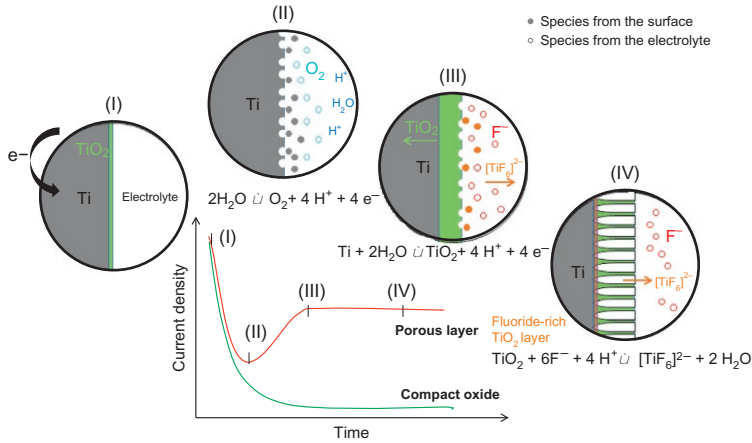 ● Species from the surface
○ Species from the electrolyte
(I)
e−
TiO2
Ti
Electrolyte
(II)
Ti
O2
H+
H2O
H+
2H2O ù O2+ 4 H+ + 4 e−
(III)
TiO2
Ti
F−
[TiF6]2−
Ti + 2H2O ù TiO2+ 4 H+ + 4 e−
(IV)
Ti
F−
[TiF6]2−
Fluoride-rich
TiO2 layer
TiO2 + 6F− + 4 H+ ù [TiF6]2− + 2 H2O
Current density
(I)
(II)
(III)
(IV)
Porous layer
Compact oxide
Time